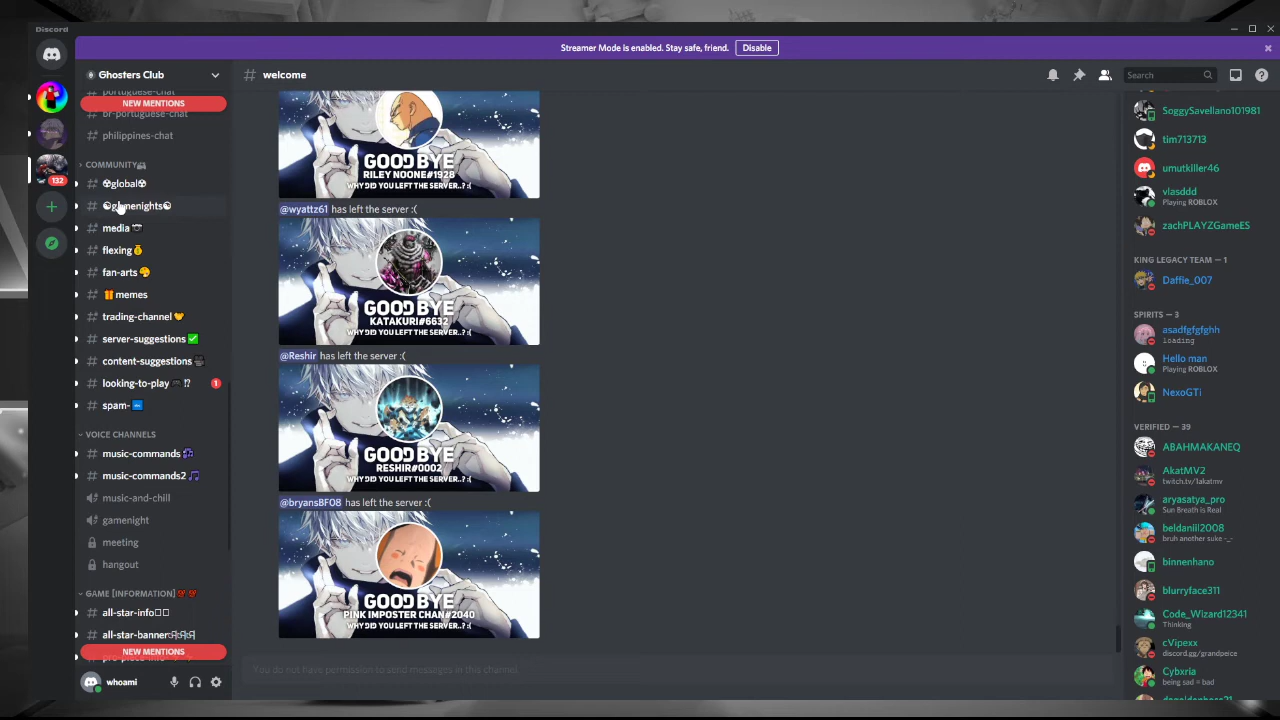 Discord
Streamer Mode is enabled. Stay safe, friend.
Disable
Ghosters Club
welcome
Search
portuguese-chat
NEW MENTIONS
br-portuguese-chat
philippines-chat
COMMUNITY
global
gamenights
media
flexing
fan-arts
memes
trading-channel
server-suggestions
content-suggestions
looking-to-play ⁉
1
spam-
VOICE CHANNELS
music-commands
music-commands2
music-and-chill
gamenight
meeting
hangout
GAME [INFORMATION]
all-star-info
all-star-banner
NEW MENTIONS
132
whoami
GOOD BYE
RILEY NOONE#1928
WHY DID YOU LEFT THE SERVER..? :(
@wyattz61 has left the server :(
GOOD BYE
KATAKURI#6632
WHY DID YOU LEFT THE SERVER..? :(
@Reshir has left the server :(
GOOD BYE
RESHIR#0002
WHY DID YOU LEFT THE SERVER..? :(
@bryansBF08 has left the server :(
GOOD BYE
PINK IMPOSTER CHAN#2040
WHY DID YOU LEFT THE SERVER..? :(
You do not have permission to send messages in this channel.
SoggySavellano101981
tim713713
umutkiller46
vlasddd
Playing ROBLOX
zachPLAYZGameES
KING LEGACY TEAM — 1
Daffie_007
SPIRITS — 3
asadfgfgfghh
loading
Hello man
Playing ROBLOX
NexoGTi
VERIFIED — 39
ABAHMAKANEQ
AkatMV2
twitch.tv/1akatmv
aryasatya_pro
Sun Breath is Real
beldaniil2008
bruh another suke -_-
binnenhano
blurryface311
Code_Wizard12341
Thinking
cVipexx
discord.gg/grandpeice
Cybxria
being sad = bad